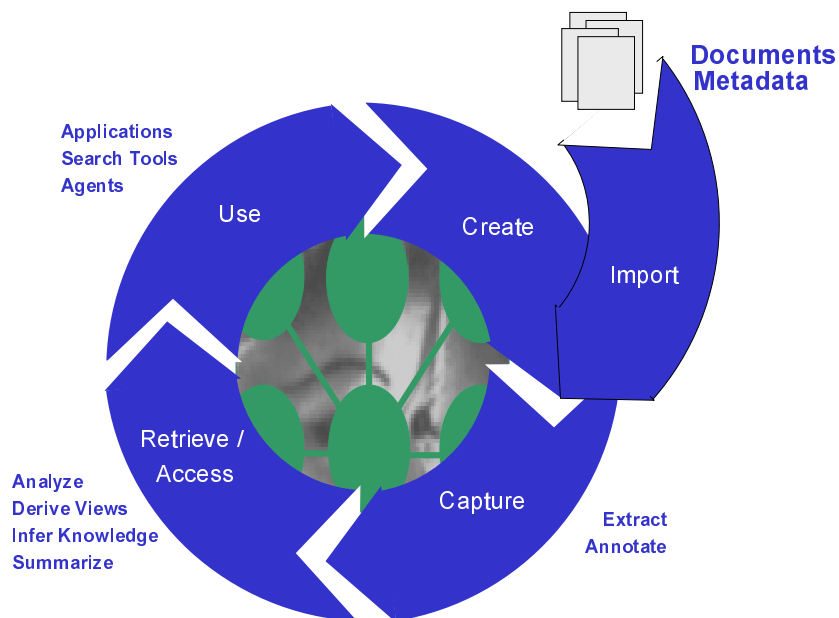 Documents
Metadata
Applications
Search Tools
Agents
Use
Create
Import
Retrieve /
Access
Capture
Analyze
Derive Views
Infer Knowledge
Summarize
Extract
Annotate